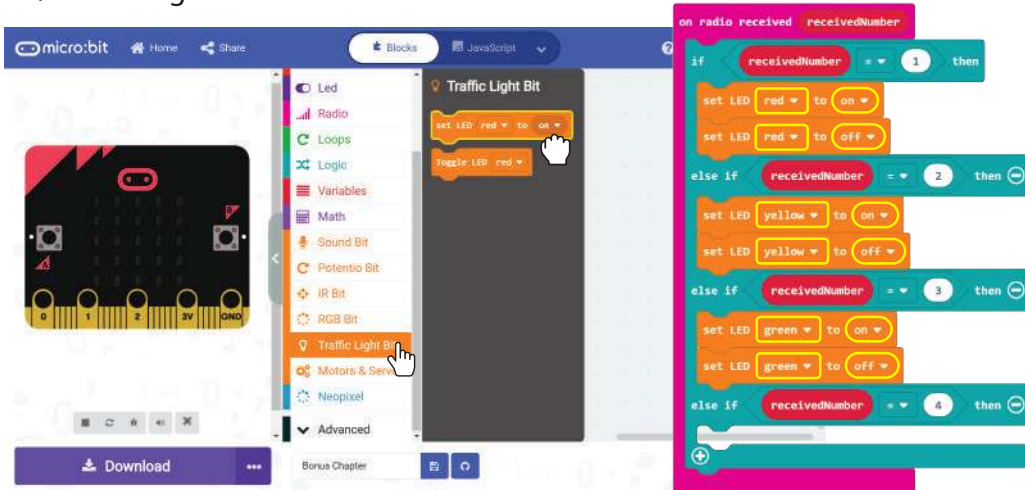 micro:bit Home Share Blocks JavaScript
Led
Radio
Loops
Logic
Variables
Math
Sound Bit
Potentio Bit
IR Bit
RGB Bit
Traffic Light Bit
Motors & Serv
Neopixel
Advanced
Traffic Light Bit
set LED red to on
Toggle LED red
A
B
0 1 2 3V GND
Download
Bonus Chapter
on radio received receivedNumber
if receivedNumber = 1 then
set LED red to on
set LED red to off
else if receivedNumber = 2 then
set LED yellow to on
set LED yellow to off
else if receivedNumber = 3 then
set LED green to on
set LED green to off
else if receivedNumber = 4 then